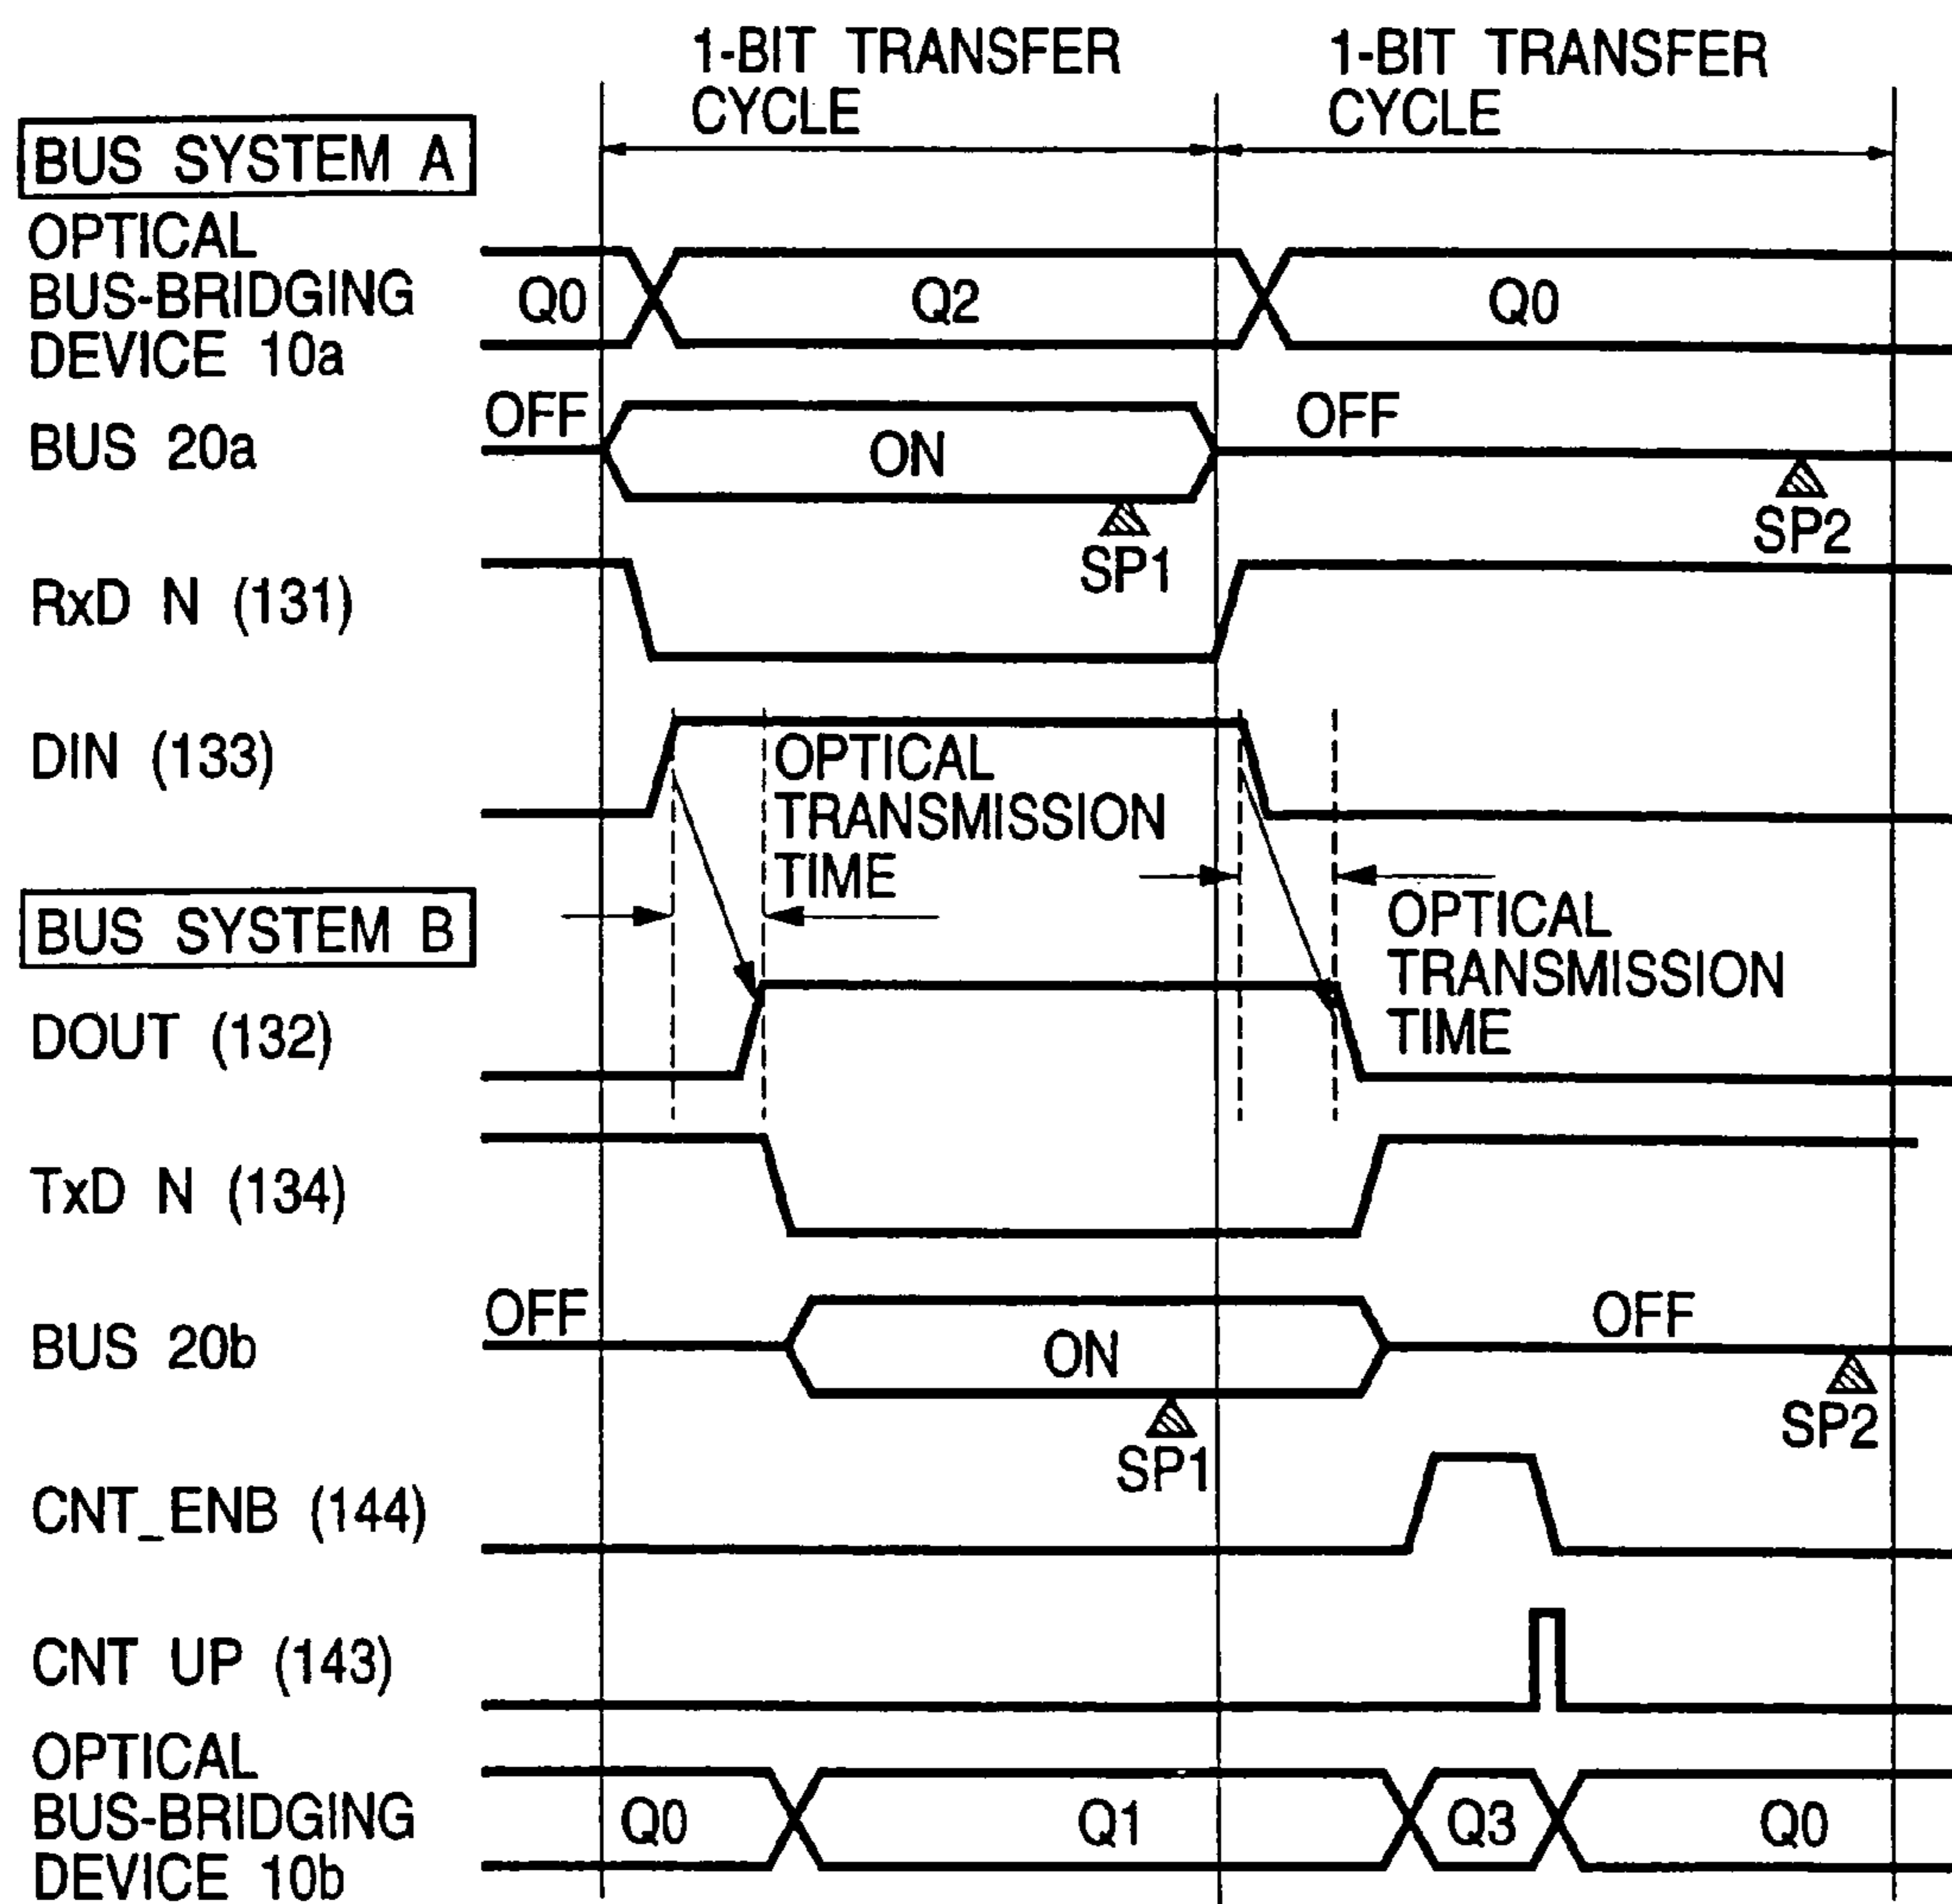 1-BIT TRANSFER
CYCLE
1-BIT TRANSFER
CYCLE
BUS SYSTEM A
OPTICAL
BUS-BRIDGING
DEVICE 10a
Q0
Q2
Q0
BUS 20a
OFF
ON
OFF
SP1
SP2
RxD N (131)
DIN (133)
OPTICAL
TRANSMISSION
TIME
BUS SYSTEM B
OPTICAL
TRANSMISSION
TIME
DOUT (132)
TxD N (134)
BUS 20b
OFF
ON
OFF
SP1
SP2
CNT_ENB (144)
CNT UP (143)
OPTICAL
BUS-BRIDGING
DEVICE 10b
Q0
Q1
Q3
Q0